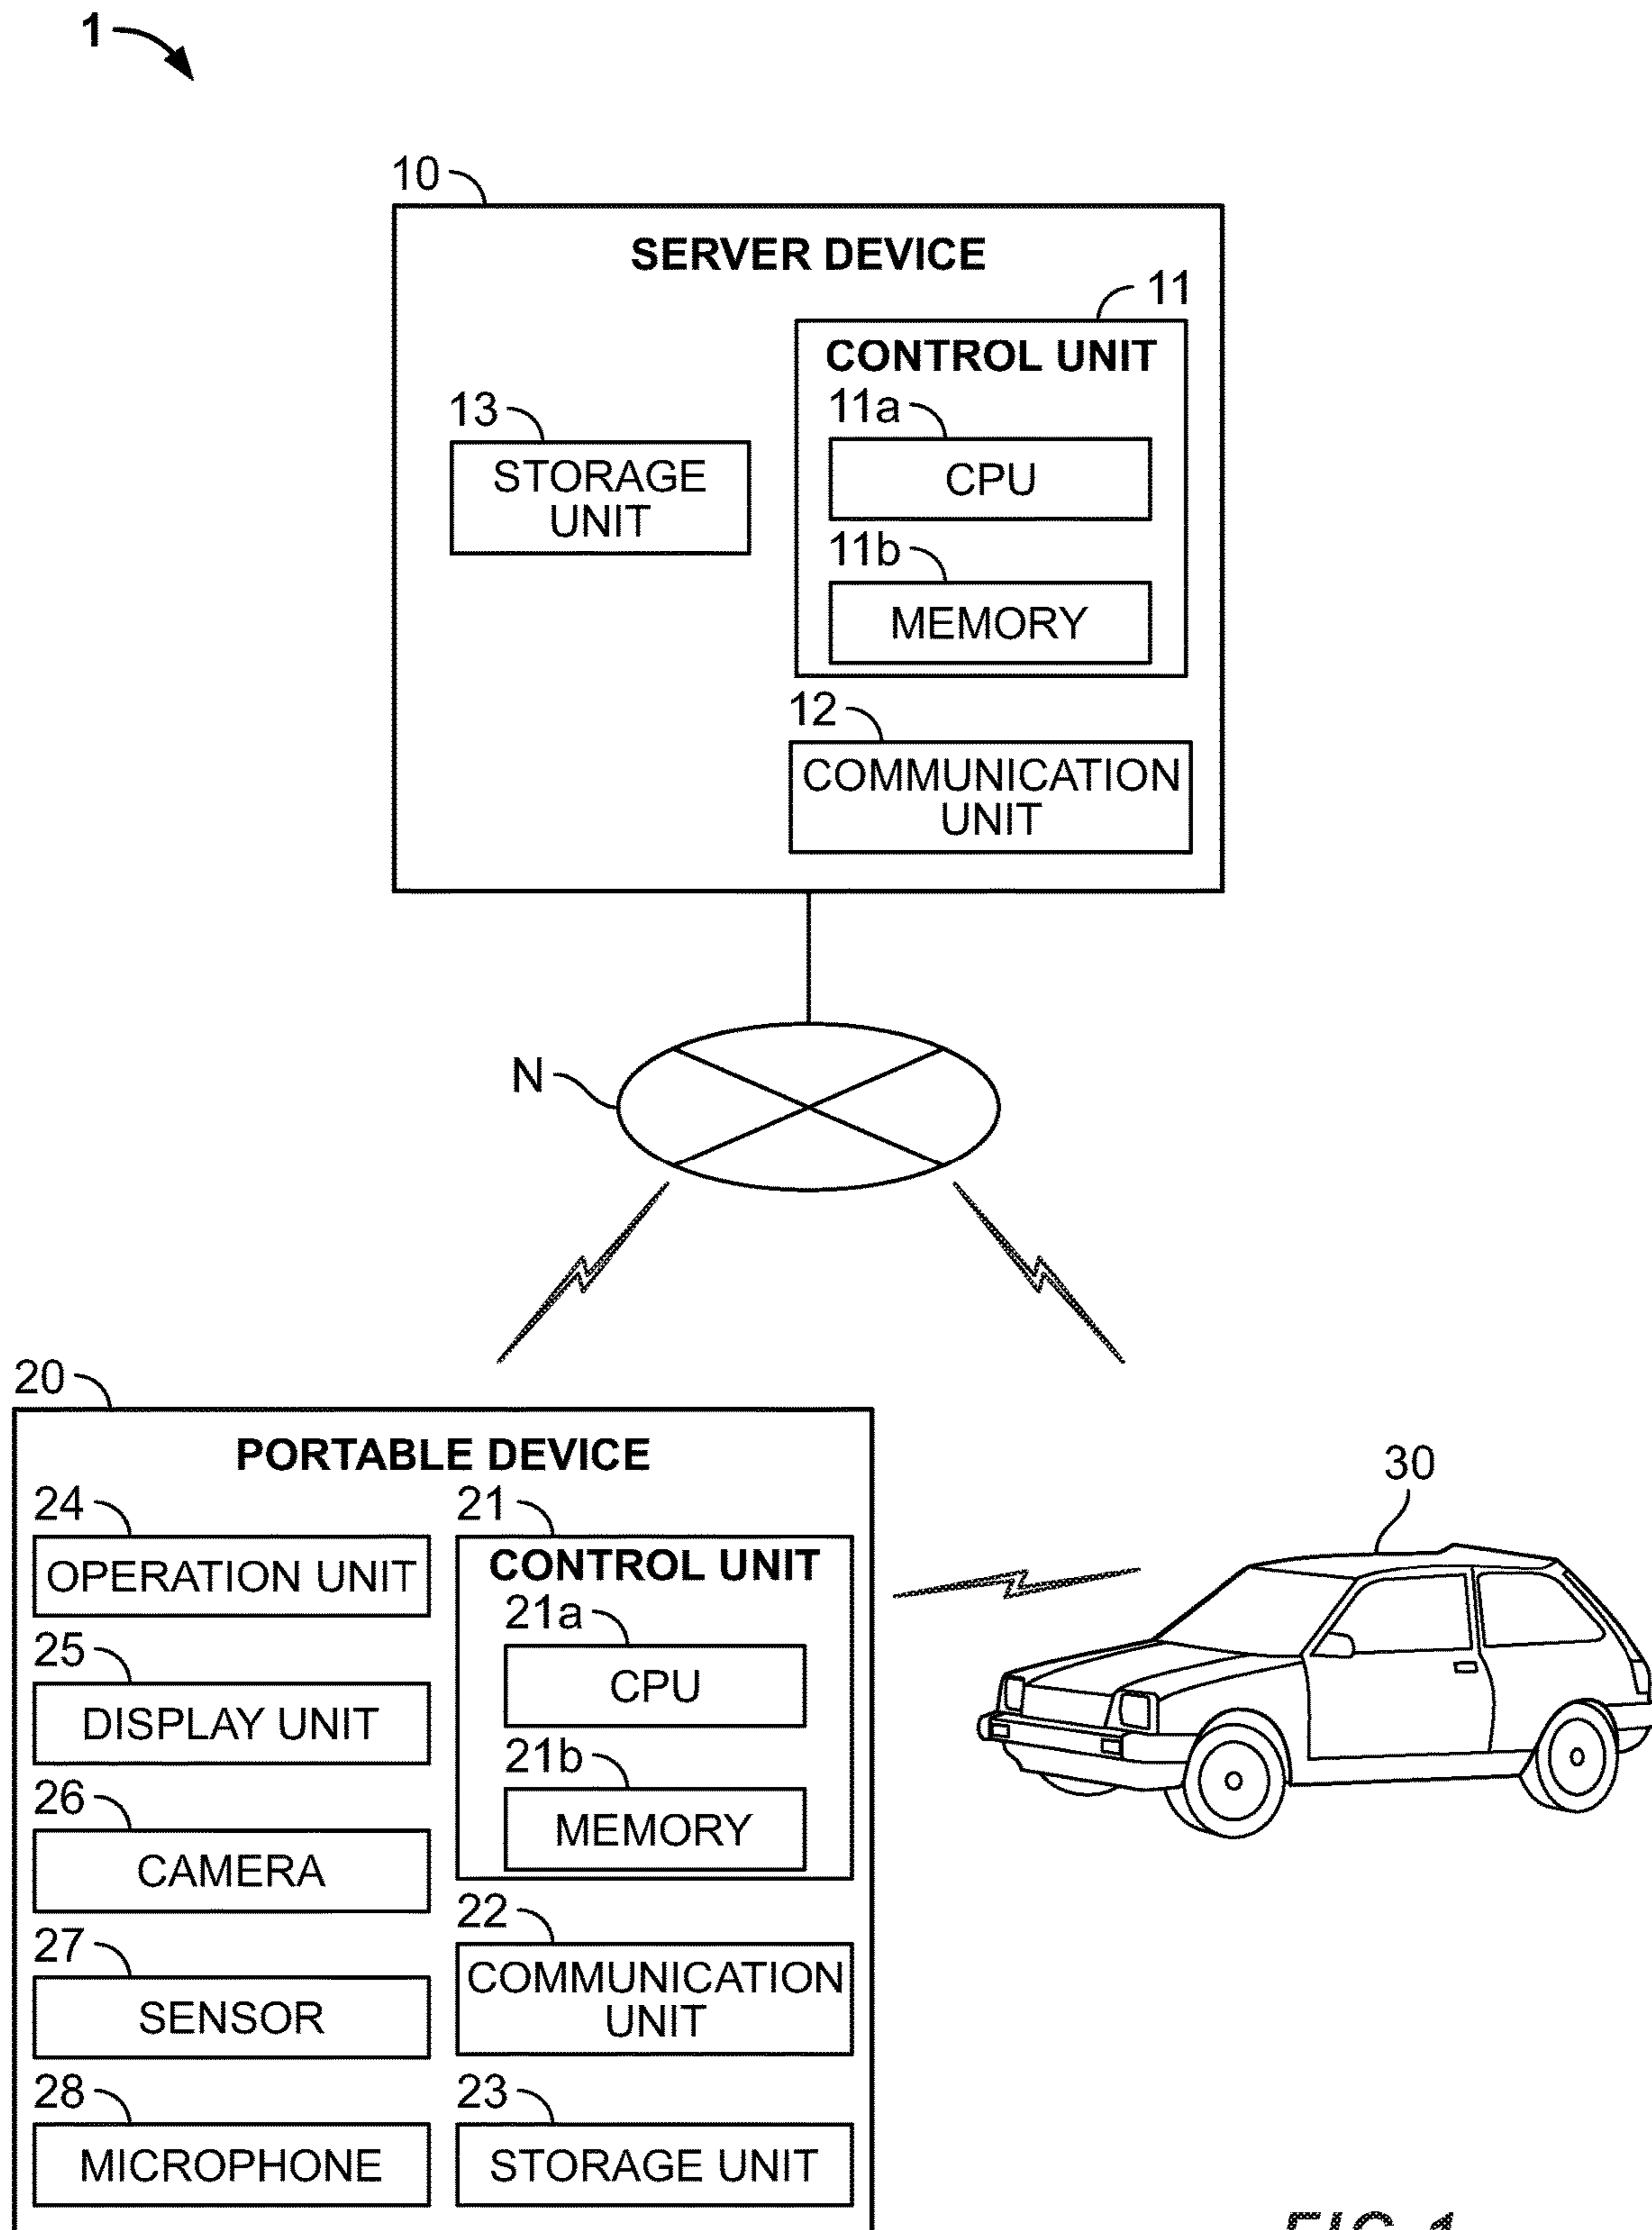 1
10
SERVER DEVICE
11
CONTROL UNIT
13
STORAGE
UNIT
11a
CPU
11b
MEMORY
12
COMMUNICATION
UNIT
N
20
PORTABLE DEVICE
24
OPERATION UNIT
25
DISPLAY UNIT
26
CAMERA
27
SENSOR
28
MICROPHONE
21
CONTROL UNIT
21a
CPU
21b
MEMORY
22
COMMUNICATION
UNIT
23
STORAGE UNIT
30
FIG. 1